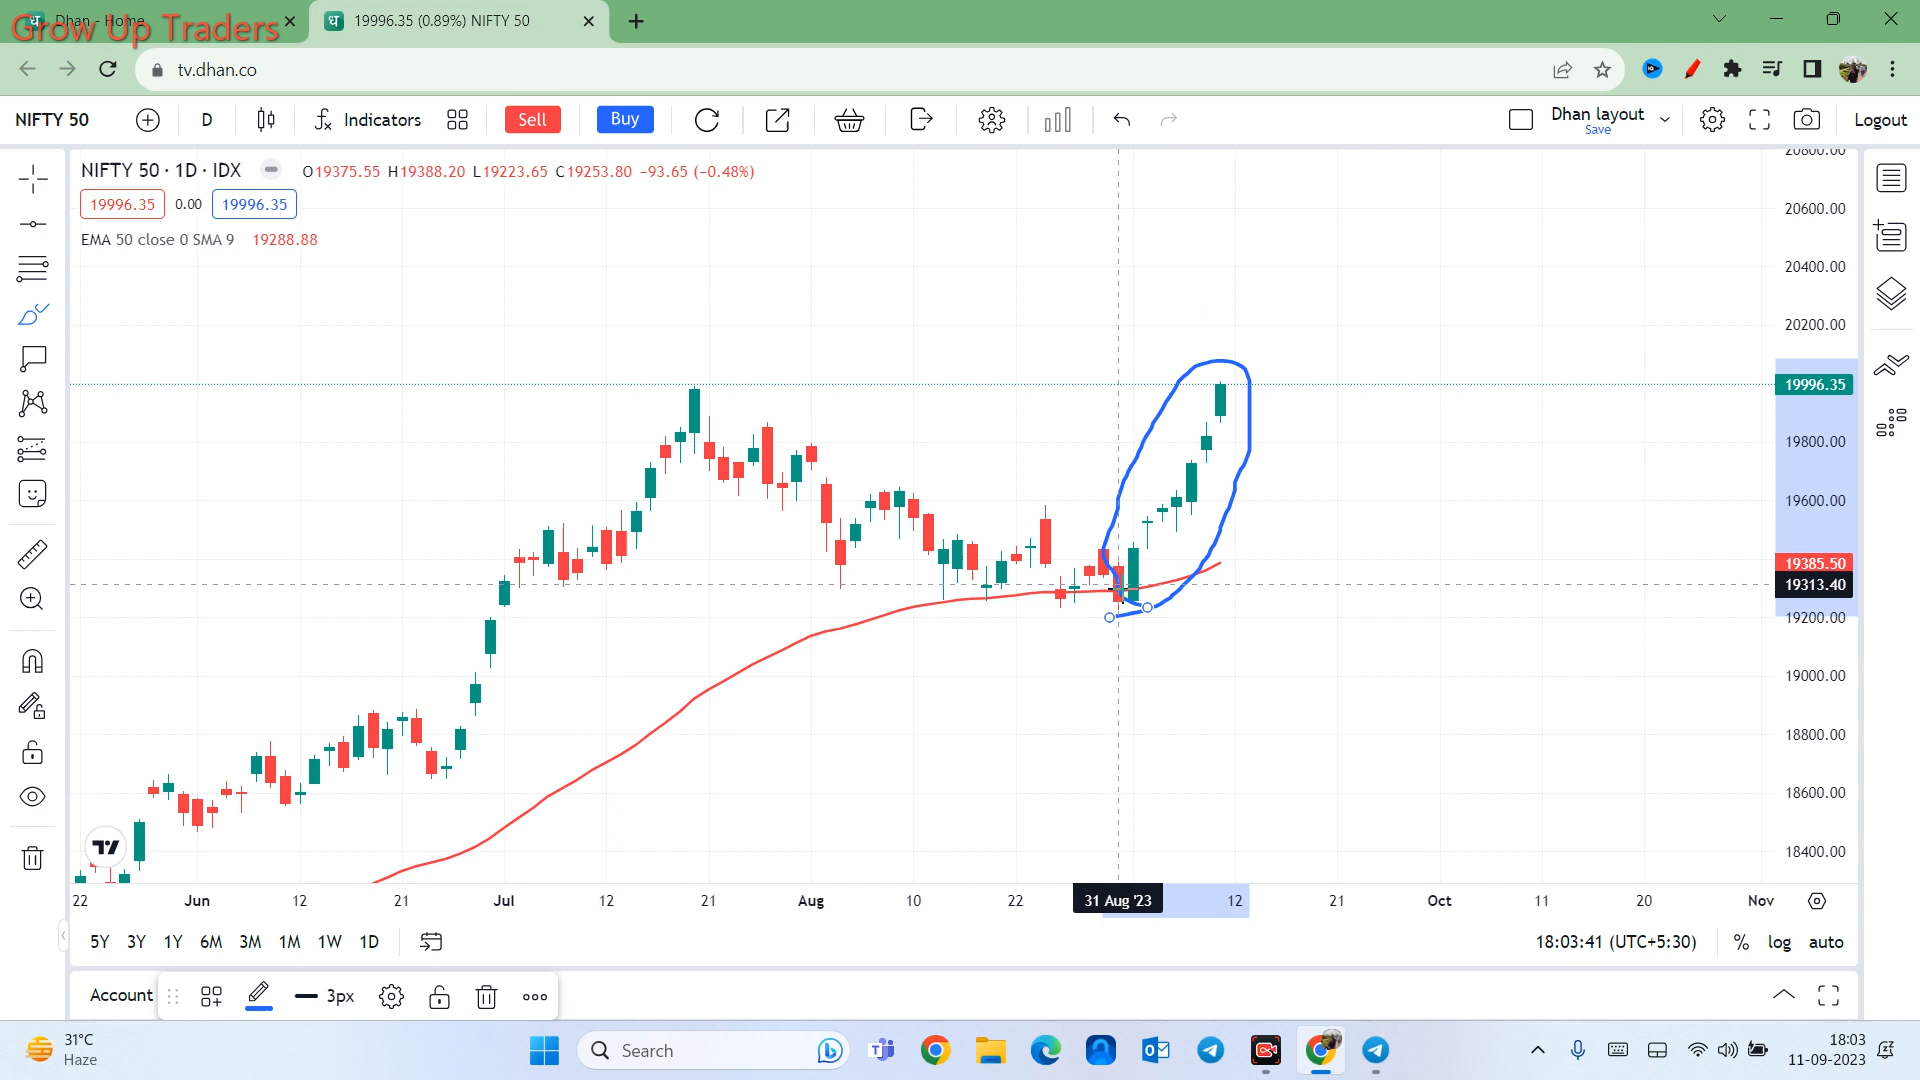 Dhan - Home
Grow Up Traders
19996.35 (0.89%) NIFTY 50
tv.dhan.co
NIFTY 50
D
Indicators
Sell
Buy
Dhan layout
Save
Logout
NIFTY 50 · 1D · IDX
O19375.55 H19388.20 L19223.65 C19253.80 −93.65 (−0.48%)
19996.35
0.00
19996.35
EMA 50 close 0 SMA 9 19288.88
20800.00
20600.00
20400.00
20200.00
19996.35
19800.00
19600.00
19385.50
19313.40
19200.00
19000.00
18800.00
18600.00
18400.00
22
Jun
12
21
Jul
12
21
Aug
10
22
31 Aug '23
12
21
Oct
11
20
Nov
5Y
3Y
1Y
6M
3M
1M
1W
1D
18:03:41 (UTC+5:30)
%
log
auto
Account
3px
31°C
Haze
Search
18:03
11-09-2023